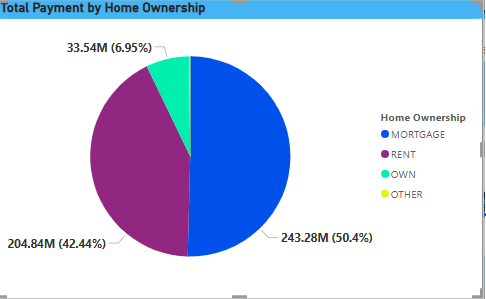 Total Payment by Home Ownership
33.54M (6.95%)
Home Ownership
MORTGAGE
RENT
OWN
OTHER
204.84M (42.44%)
243.28M (50.4%)